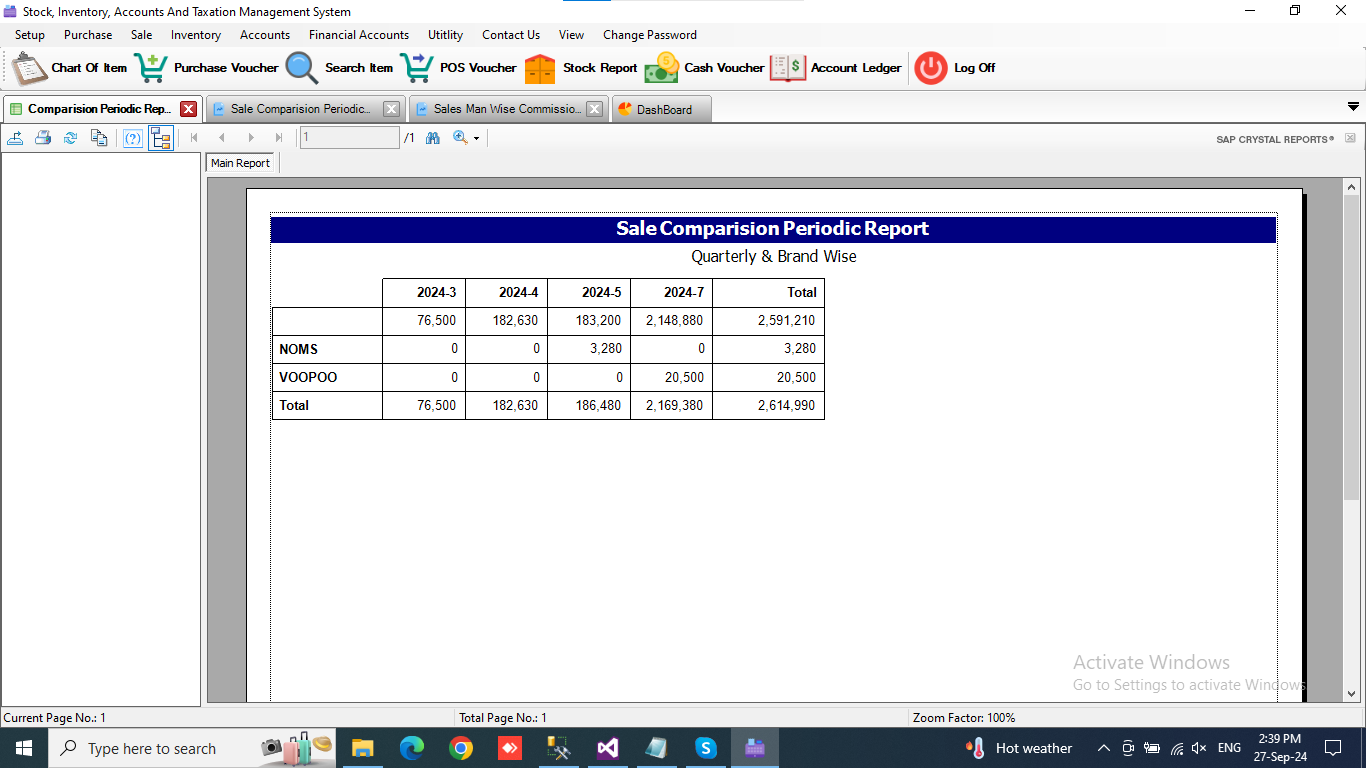 Stock, Inventory, Accounts And Taxation Management System
Setup Purchase Sale Inventory Accounts Financial Accounts Utitlity Contact Us View Change Password
Chart Of Item Purchase Voucher Search Item POS Voucher Stock Report Cash Voucher Account Ledger Log Off
Comparision Periodic Rep... Sale Comparision Periodic... Sales Man Wise Commissio... DashBoard
1 /1 SAP CRYSTAL REPORTS®
Main Report
Sale Comparision Periodic Report
Quarterly & Brand Wise
2024-3 2024-4 2024-5 2024-7 Total
76,500 182,630 183,200 2,148,880 2,591,210
NOMS 0 0 3,280 0 3,280
VOOPOO 0 0 0 20,500 20,500
Total 76,500 182,630 186,480 2,169,380 2,614,990
Activate Windows
Go to Settings to activate Windows.
Current Page No.: 1 Total Page No.: 1 Zoom Factor: 100%
Type here to search Hot weather ENG 2:39 PM
27-Sep-24